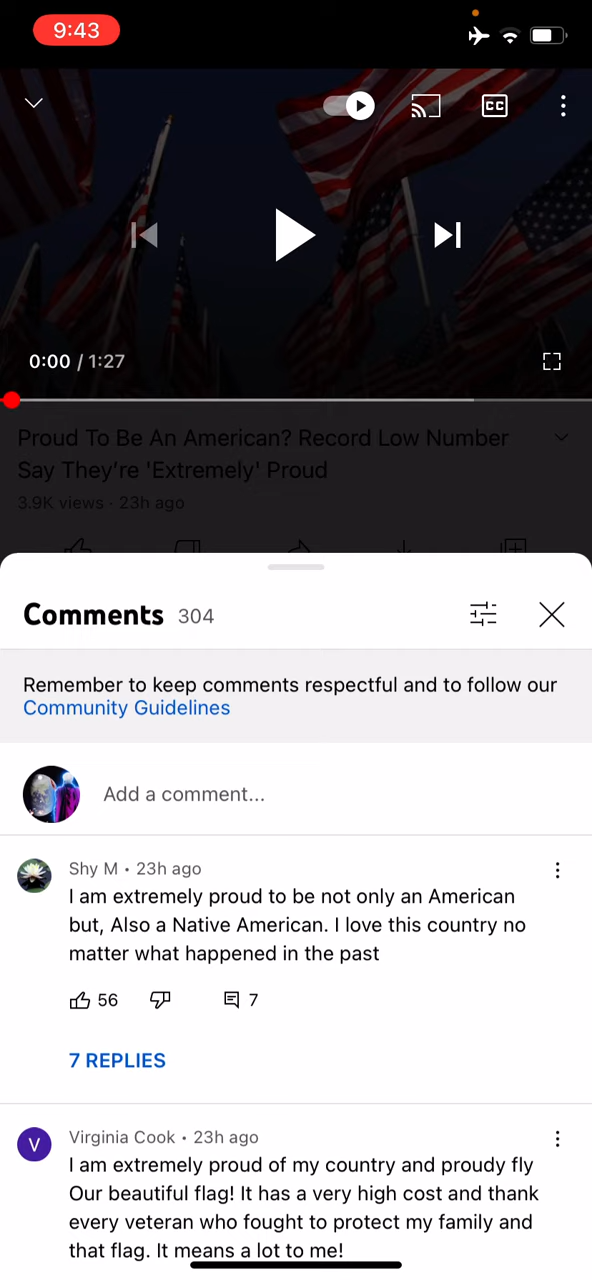 9:43
CC
0:00 / 1:27
Proud To Be An American? Record Low Number
Say They're 'Extremely' Proud
3.9K views · 23h ago
Comments 304
Remember to keep comments respectful and to follow our
Community Guidelines
Add a comment...
Shy M • 23h ago
I am extremely proud to be not only an American
but, Also a Native American. I love this country no
matter what happened in the past
56 7
7 REPLIES
V
Virginia Cook • 23h ago
I am extremely proud of my country and proudy fly
Our beautiful flag! It has a very high cost and thank
every veteran who fought to protect my family and
that flag. It means a lot to me!